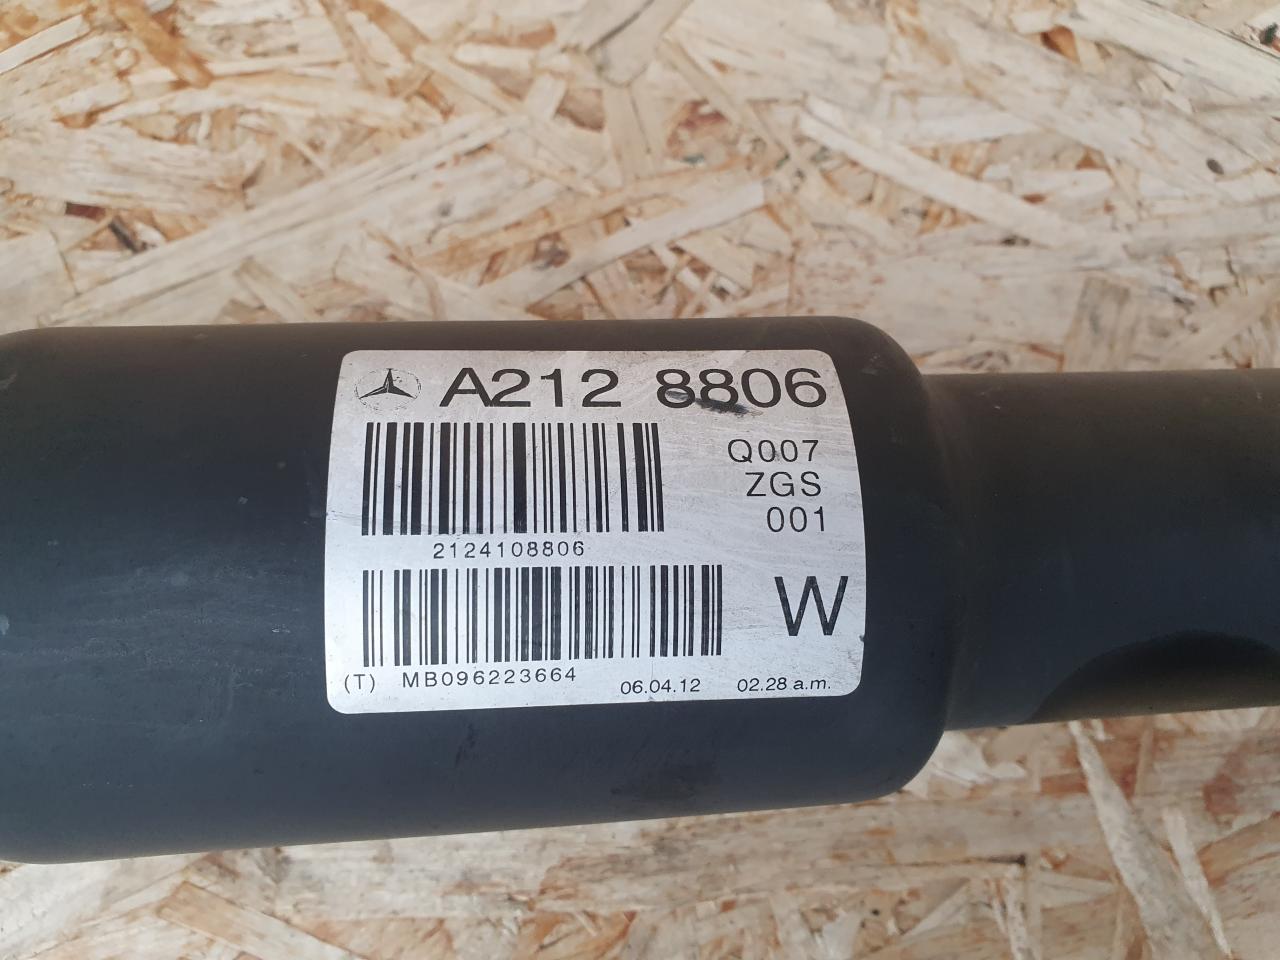 A212 8806
Q007
ZGS
001
2124108806
W
(T) MB096223664 06.04.12 02.28 a.m.